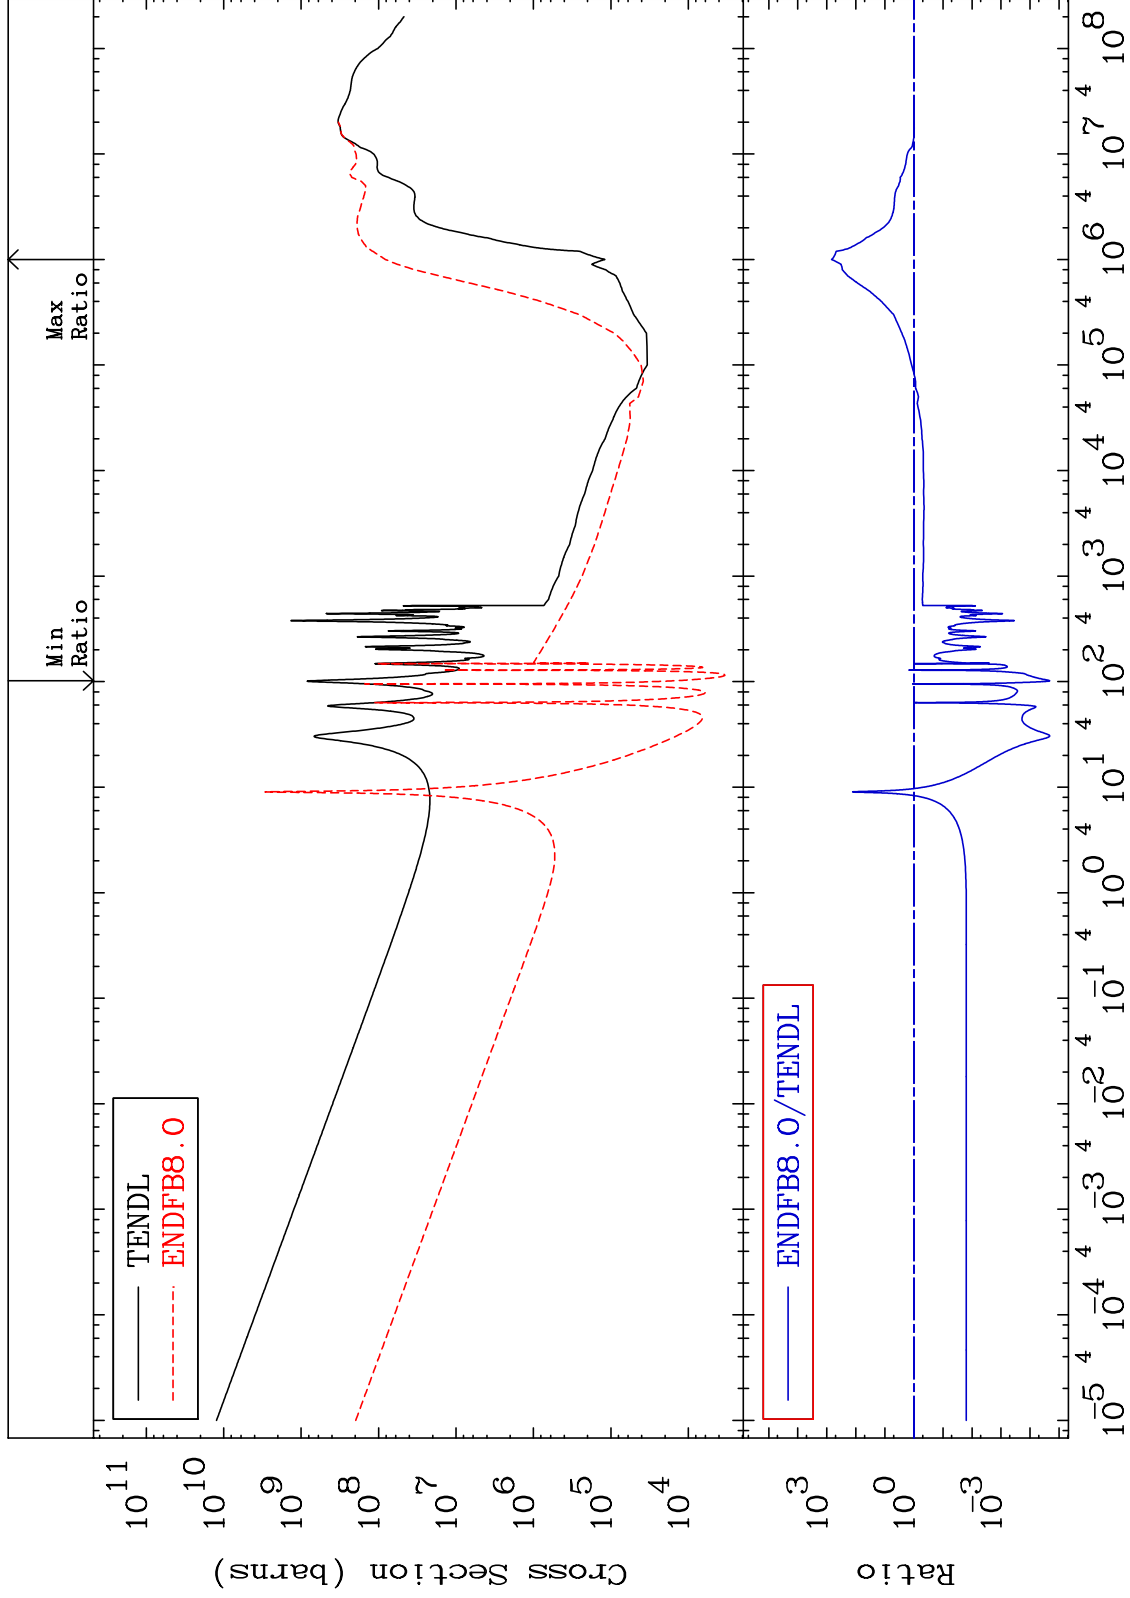 Min
Ratio
Max
Ratio
TENDL
ENDFB8.0
10^11
10^10
10^9
10^8
10^7
10^6
10^5
10^4
Cross Section (barns)
ENDFB8.0/TENDL
10^3
10^0
10^-3
Ratio
10^-5 4 10^-4 4 10^-3 4 10^-2 4 10^-1 4 10^0 4 10^1 4 10^2 4 10^3 4 10^4 4 10^5 4 10^6 4 10^7 4 10^8